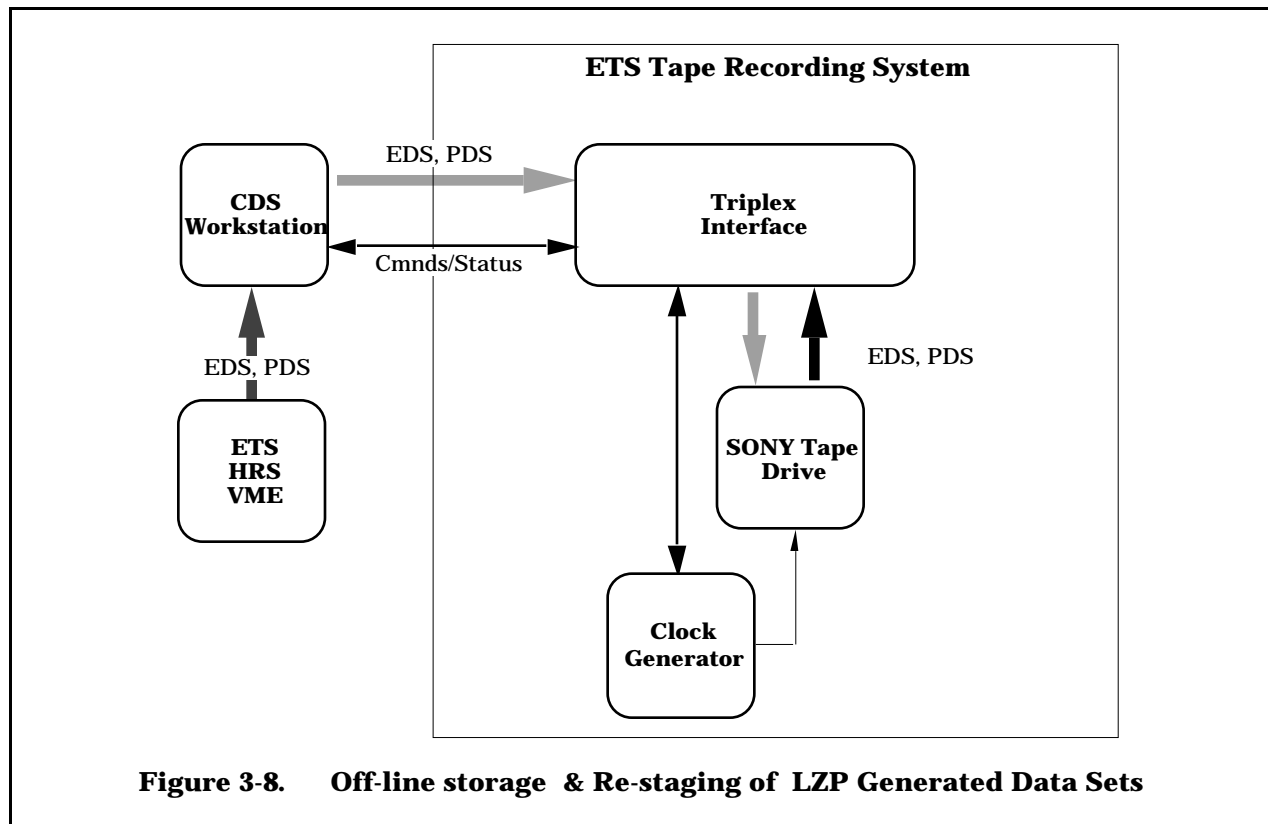 ETS Tape Recording System
EDS, PDS
CDS
Workstation
Triplex
Interface
Cmnds/Status
EDS, PDS
EDS, PDS
ETS
HRS
VME
SONY Tape
Drive
Clock
Generator
Figure 3-8. Off-line storage & Re-staging of LZP Generated Data Sets